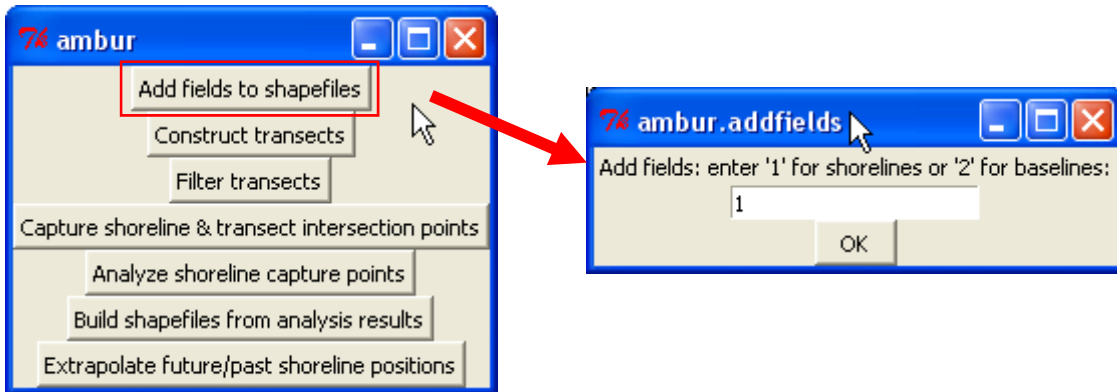 Tk ambur
Add fields to shapefiles
Construct transects
Filter transects
Capture shoreline & transect intersection points
Analyze shoreline capture points
Build shapefiles from analysis results
Extrapolate future/past shoreline positions
Tk ambur.addfields
Add fields: enter '1' for shorelines or '2' for baselines:
1
OK